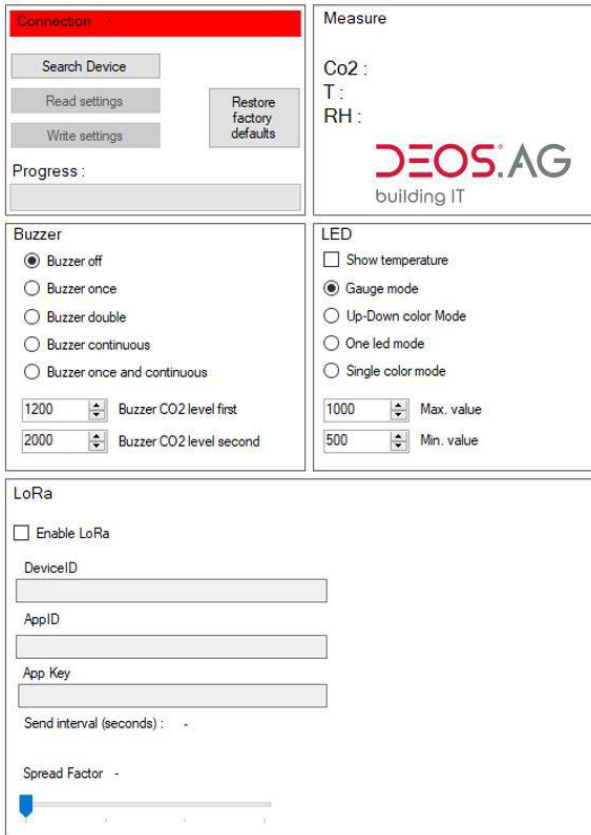 Connection -
Search Device
Read settings
Write settings
Restore
factory
defaults
Progress :
Measure
Co2 :
T :
RH :
DEOS.AG
building IT
Buzzer
Buzzer off
Buzzer once
Buzzer double
Buzzer continuous
Buzzer once and continuous
1200 Buzzer CO2 level first
2000 Buzzer CO2 level second
LED
Show temperature
Gauge mode
Up-Down color Mode
One led mode
Single color mode
1000 Max. value
500 Min. value
LoRa
Enable LoRa
DeviceID
AppID
App Key
Send interval (seconds) : -
Spread Factor -